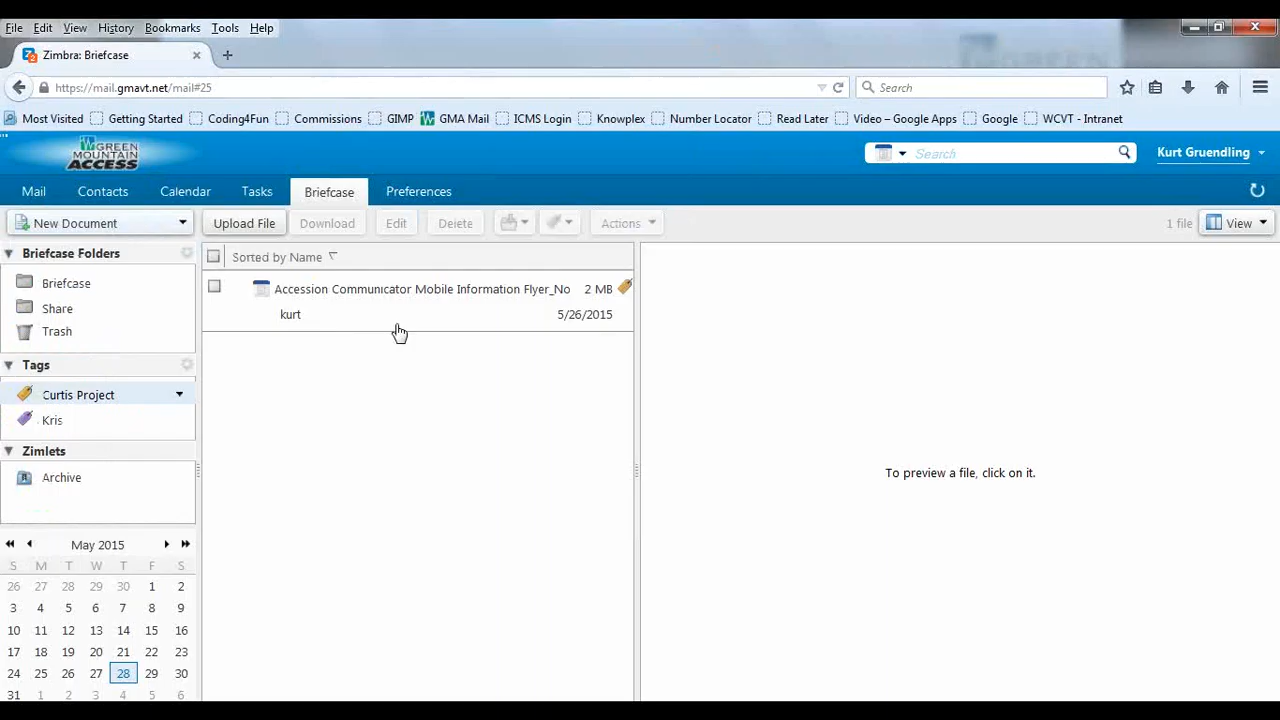 File Edit View History Bookmarks Tools Help
Zimbra: Briefcase
https://mail.gmavt.net/mail#25
Search
Most Visited Getting Started Coding4Fun Commissions GIMP GMA Mail ICMS Login Knowplex Number Locator Read Later Video – Google Apps Google WCVT - Intranet
GREEN MOUNTAIN ACCESS
Search
Kurt Gruendling
Mail Contacts Calendar Tasks Briefcase Preferences
New Document Upload File Download Edit Delete Actions 1 file View
Briefcase Folders
Briefcase
Share
Trash
Tags
Curtis Project
Kris
Zimlets
Archive
May 2015
S M T W T F S
26 27 28 29 30 1 2
3 4 5 6 7 8 9
10 11 12 13 14 15 16
17 18 19 20 21 22 23
24 25 26 27 28 29 30
31 1 2 3 4 5 6
Sorted by Name
Accession Communicator Mobile Information Flyer_No 2 MB
kurt 5/26/2015
To preview a file, click on it.